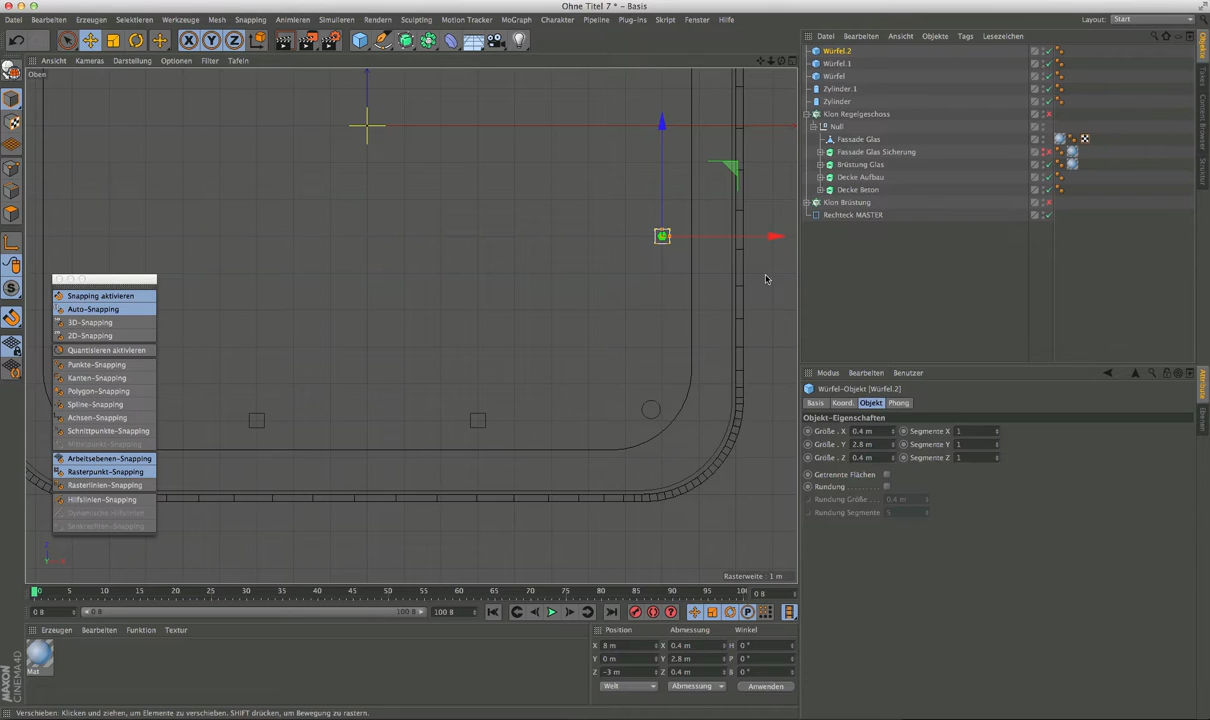 Ohne Titel 7 * - Basis
Datei Bearbeiten Erzeugen Selektieren Werkzeuge Mesh Snapping Animieren Simulieren Rendern Sculpting Motion Tracker MoGraph Charakter Pipeline Plug-ins Skript Fenster Hilfe
Layout: Start
Ansicht Kameras Darstellung Optionen Filter Tafeln
Oben
Snapping aktivieren
Auto-Snapping
3D-Snapping
2D-Snapping
Quantisieren aktivieren
Punkte-Snapping
Kanten-Snapping
Polygon-Snapping
Spline-Snapping
Achsen-Snapping
Schnittpunkte-Snapping
Mittelpunkt-Snapping
Arbeitsebenen-Snapping
Rasterpunkt-Snapping
Rasterlinien-Snapping
Hilfslinien-Snapping
Dynamische Hilfslinien
Senkrechten-Snapping
Z
Y X
Rasterweite : 1 m
Datei Bearbeiten Ansicht Objekte Tags Lesezeichen
Würfel.2
Würfel.1
Würfel
Zylinder.1
Zylinder
Klon Regelgeschoss
Null
Fassade Glas
Fassade Glas Sicherung
Brüstung Glas
Decke Aufbau
Decke Beton
Klon Brüstung
Rechteck MASTER
Objekte
Takes
Content Browser
Struktur
Modus Bearbeiten Benutzer
Würfel-Objekt [Würfel.2]
Basis Koord. Objekt Phong
Objekt-Eigenschaften
Größe . X 0.4 m Segmente X 1
Größe . Y 2.8 m Segmente Y 1
Größe . Z 0.4 m Segmente Z 1
Getrennte Flächen
Rundung . . . . . . . . .
Rundung Größe . . . 0.4 m
Rundung Segmente 5
Attribute
Ebenen
0 5 10 15 20 25 30 35 40 45 50 55 60 65 70 75 80 85 90 95 100 0 B
0 B 0 B 100 B 100 B
Erzeugen Bearbeiten Funktion Textur
Mat
Position Abmessung Winkel
X 8 m X 0.4 m H 0 °
Y 0 m Y 2.8 m P 0 °
Z -3 m Z 0.4 m B 0 °
Welt Abmessung Anwenden
MAXON CINEMA4D
Verschieben: Klicken und ziehen, um Elemente zu verschieben. SHIFT drücken, um Bewegung zu rastern.